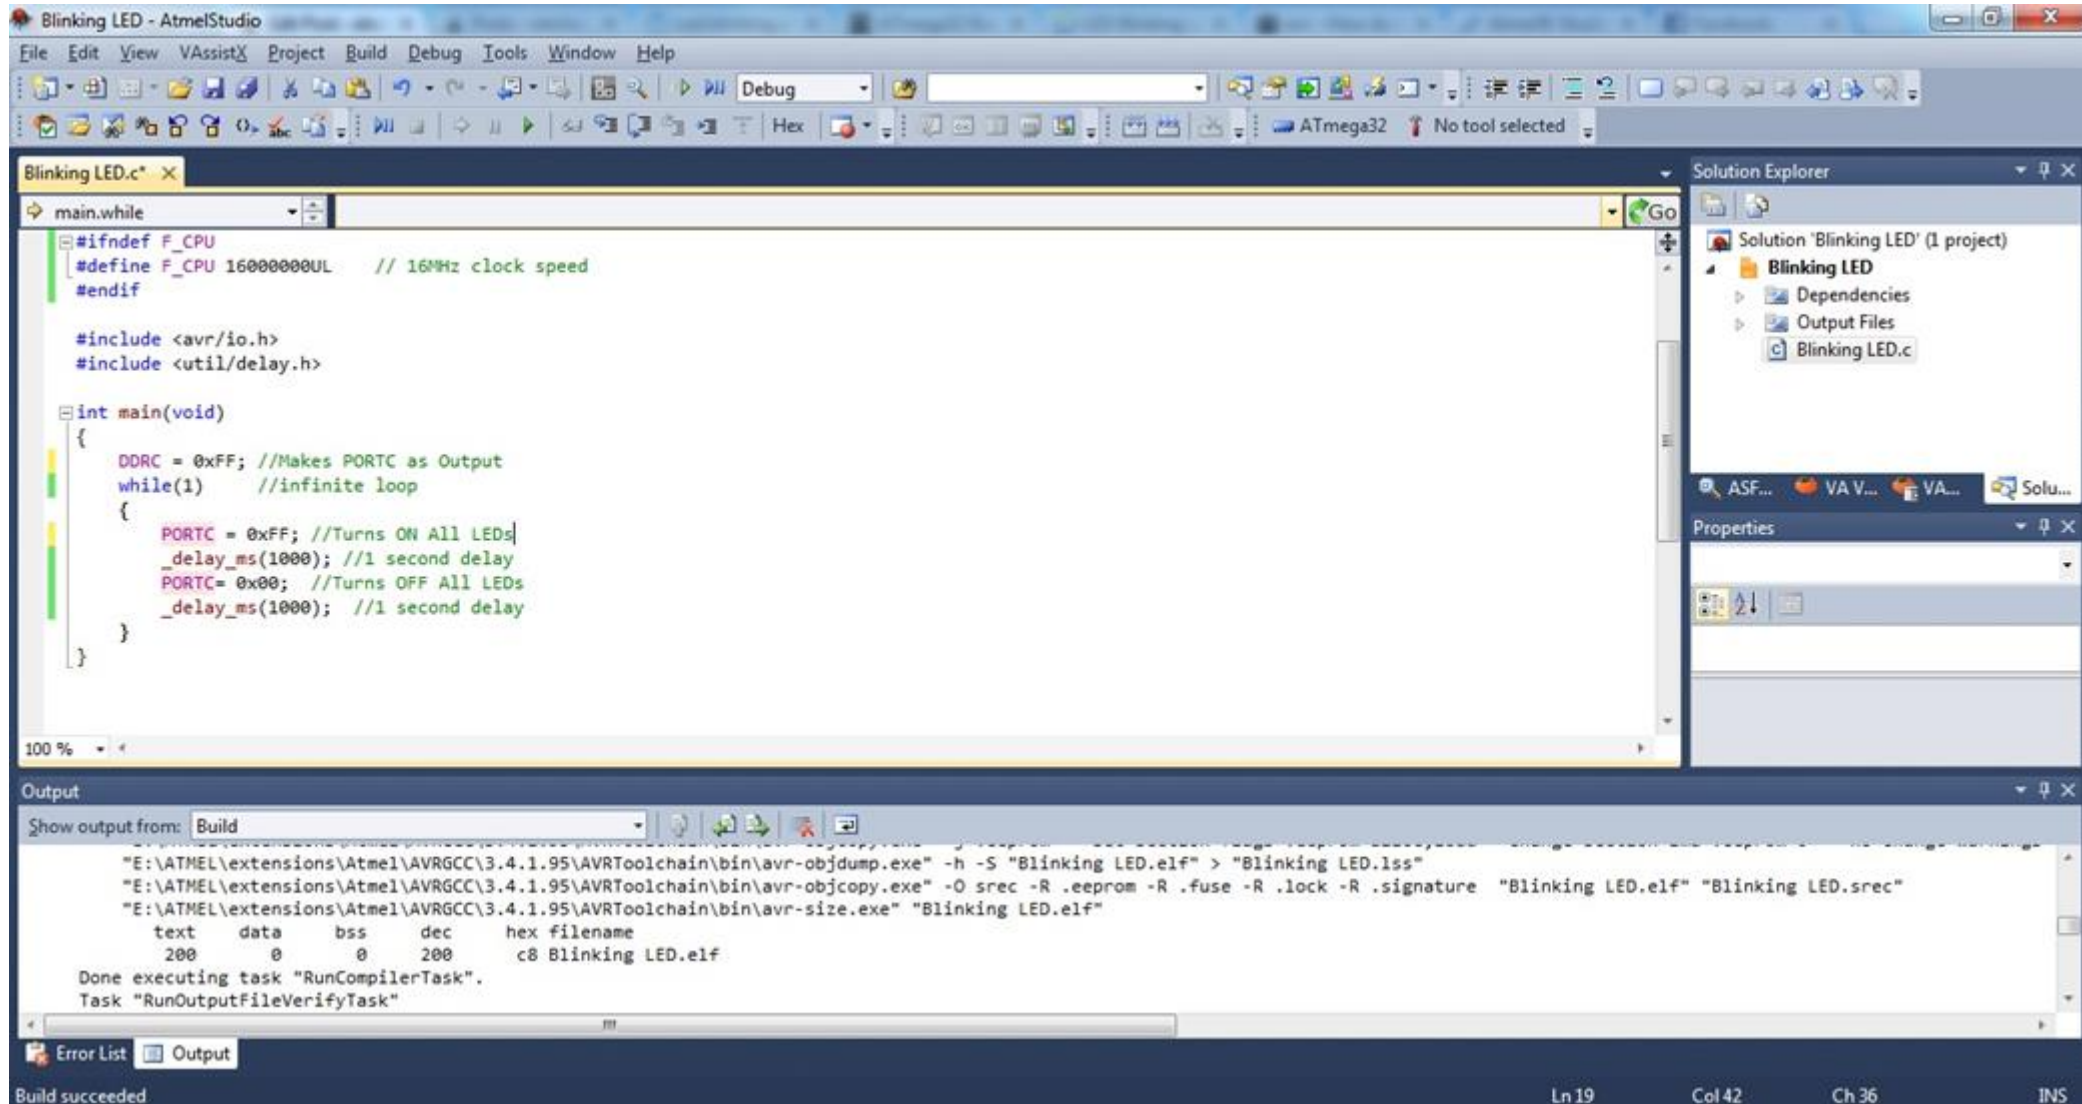 Blinking LED - AtmelStudio
File Edit View VAssistX Project Build Debug Tools Window Help
Debug
Hex ATmega32 No tool selected
Blinking LED.c* 
main.while Go
#ifndef F_CPU
#define F_CPU 16000000UL // 16MHz clock speed
#endif
#include <avr/io.h>
#include <util/delay.h>
int main(void)
{
DDRC = 0xFF; //Makes PORTC as Output
while(1) //infinite loop
{
PORTC = 0xFF; //Turns ON All LEDs
_delay_ms(1000); //1 second delay
PORTC= 0x00; //Turns OFF All LEDs
_delay_ms(1000); //1 second delay
}
}
100 %
Solution Explorer
Solution 'Blinking LED' (1 project)
Blinking LED
Dependencies
Output Files
Blinking LED.c
ASF... VA V... VA... Solu...
Properties
Output
Show output from: Build
"E:\ATMEL\extensions\Atmel\AVRGCC\3.4.1.95\AVRToolchain\bin\avr-objdump.exe" -h -S "Blinking LED.elf" > "Blinking LED.lss"
"E:\ATMEL\extensions\Atmel\AVRGCC\3.4.1.95\AVRToolchain\bin\avr-objcopy.exe" -O srec -R .eeprom -R .fuse -R .lock -R .signature "Blinking LED.elf" "Blinking LED.srec"
"E:\ATMEL\extensions\Atmel\AVRGCC\3.4.1.95\AVRToolchain\bin\avr-size.exe" "Blinking LED.elf"
text data bss dec hex filename
200 0 0 200 c8 Blinking LED.elf
Done executing task "RunCompilerTask".
Task "RunOutputFileVerifyTask"
Error List Output
Build succeeded Ln 19 Col 42 Ch 36 INS